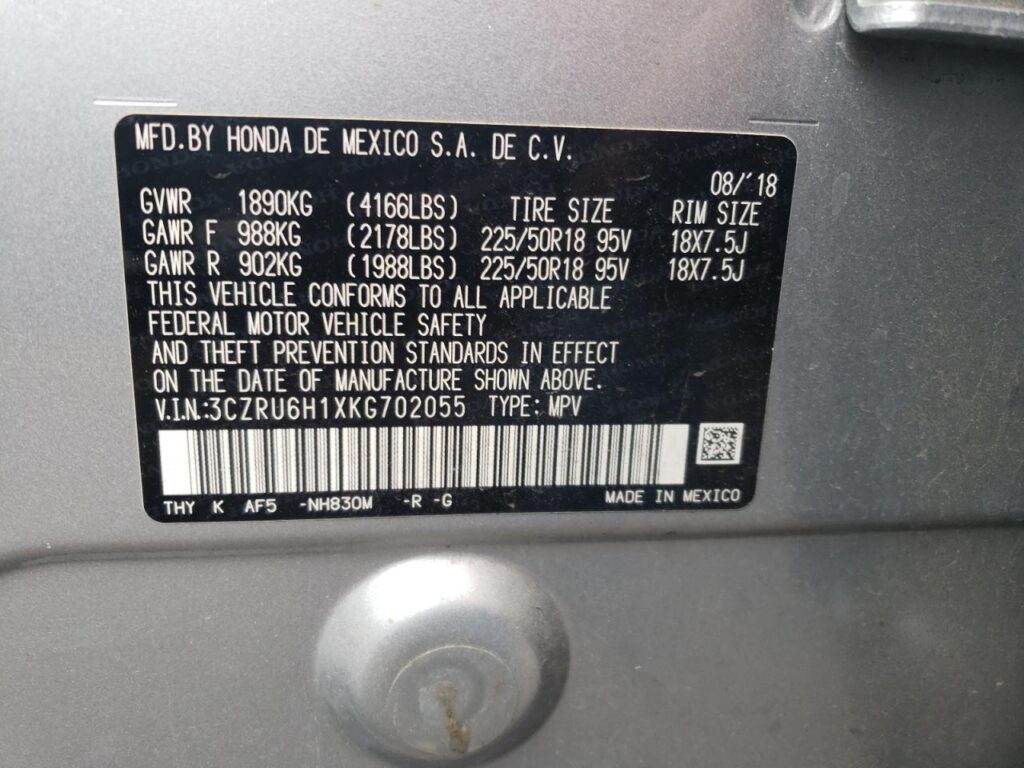 MFD.BY HONDA DE MEXICO S.A. DE C.V.
08/'18
GVWR 1890KG (4166LBS) TIRE SIZE RIM SIZE
GAWR F 988KG (2178LBS) 225/50R18 95V 18X7.5J
GAWR R 902KG (1988LBS) 225/50R18 95V 18X7.5J
THIS VEHICLE CONFORMS TO ALL APPLICABLE
FEDERAL MOTOR VEHICLE SAFETY
AND THEFT PREVENTION STANDARDS IN EFFECT
ON THE DATE OF MANUFACTURE SHOWN ABOVE.
V.I.N.:3CZRU6H1XKG702055 TYPE: MPV
THY K AF5 -NH830M -R -G MADE IN MEXICO